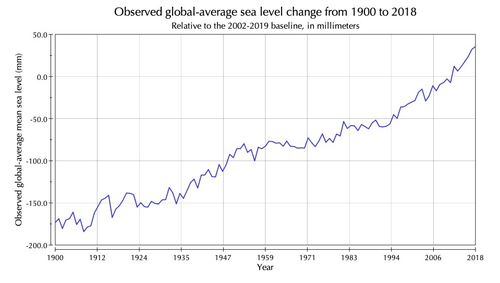 Observed global-average sea level change from 1900 to 2018
Relative to the 2002-2019 baseline, in millimeters
Observed global-average mean sea level (mm)
50.0
0.0
-50.0
-100.0
-150.0
-200.0
1900 1912 1924 1935 1947 1959 1971 1983 1994 2006 2018
Year